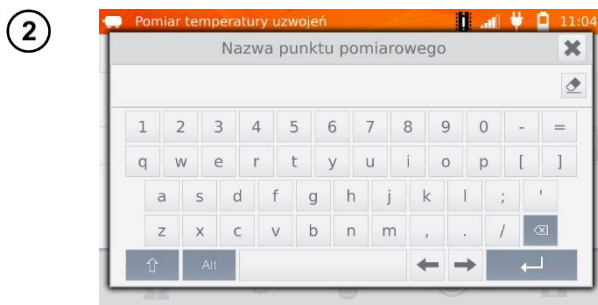 2
Pomiar temperatury uzwojeń 11:04
Nazwa punktu pomiarowego
1 2 3 4 5 6 7 8 9 0 - =
q w e r t y u i o p [ ]
a s d f g h j k l ; '
z x c v b n m , . /
Alt